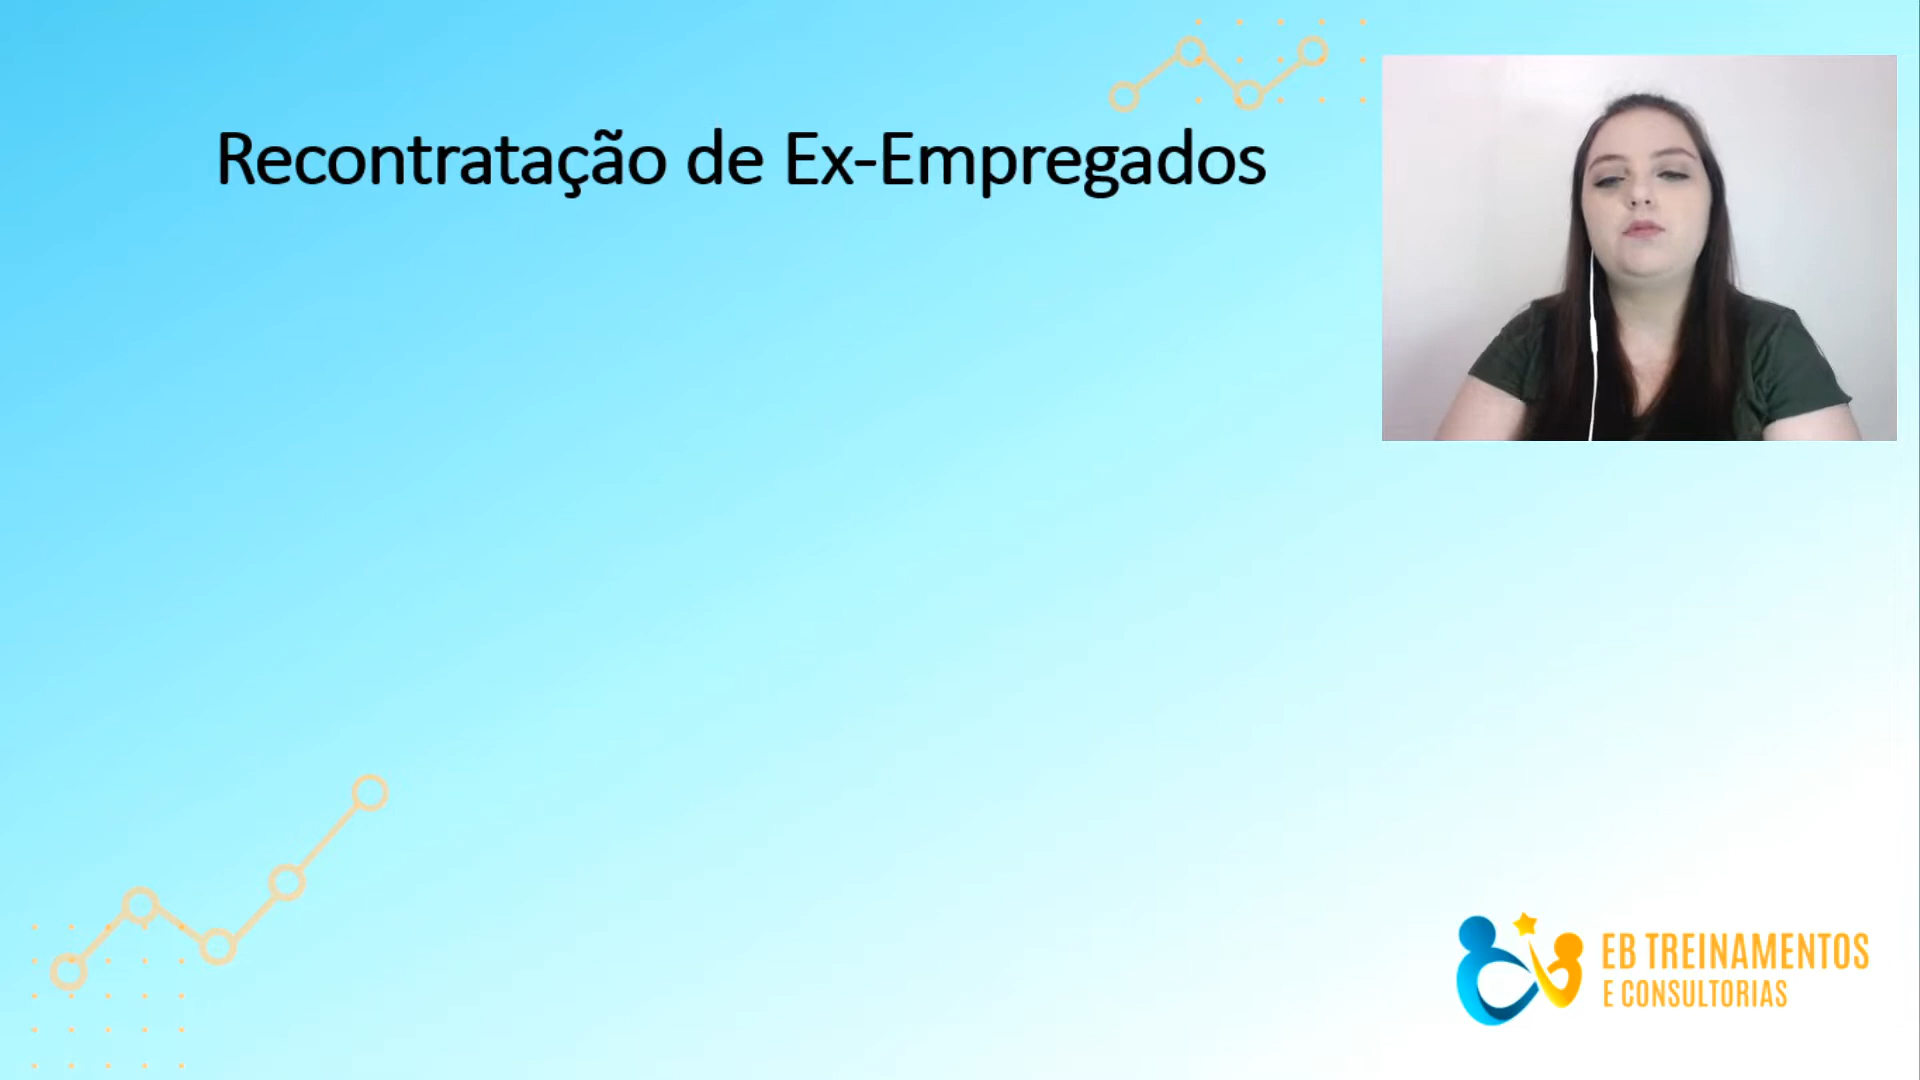 Recontratação de Ex-Empregados
EB TREINAMENTOS
E CONSULTORIAS